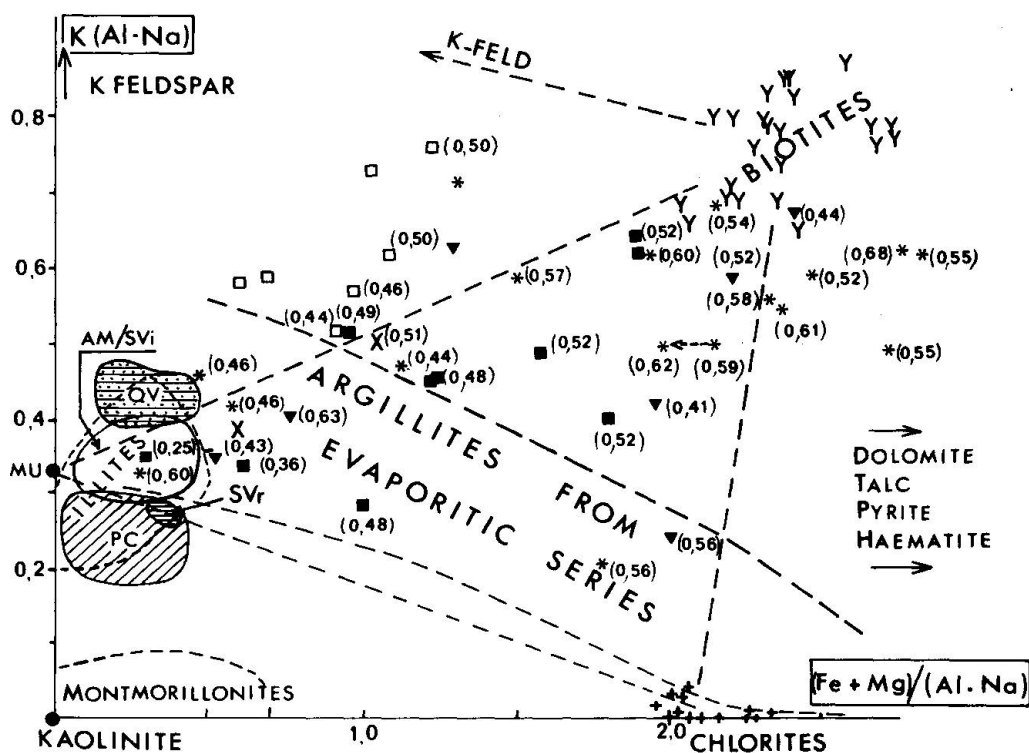 K (Al-Na)
K FELDSPAR
K-FELD
0,8
BIOTITES
(0,50)
(0,54)
(0,44)
(0,50)
(0,52)
(0,60)
(0,52)
(0,68)
(0,55)
0,6
(0,57)
(0,52)
(0,46)
(0,58)
(0,44)
(0,49)
(0,61)
AM/SVi
(0,51)
(0,52)
(0,62)
(0,59)
(0,55)
(0,46)
(0,44)
(0,48)
QV
0,4
(0,46)
(0,63)
(0,41)
(0,52)
ARGILLITES FROM
EVAPORITIC SERIES
MU
ILLITES
(0,25)
(0,43)
(0,36)
(0,60)
SVr
DOLOMITE
TALC
PYRITE
HAEMATITE
PC
(0,48)
(0,56)
(0,56)
0,2
MONTMORILLONITES
(Fe + Mg)/(Al-Na)
0
KAOLINITE
1,0
2,0
CHLORITES